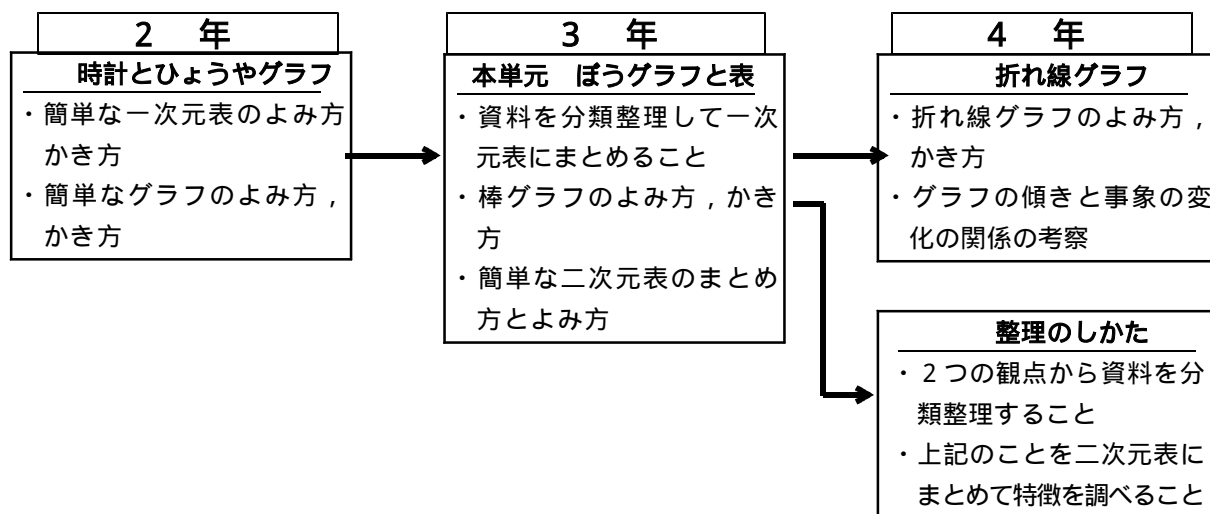 2 年
時計とひょうやグラフ
・簡単な一次元表のよみ方
かき方
・簡単なグラフのよみ方，
かき方
3 年
本単元 ぼうグラフと表
・資料を分類整理して一次
元表にまとめること
・棒グラフのよみ方，かき
方
・簡単な二次元表のまとめ
方とよみ方
4 年
折れ線グラフ
・折れ線グラフのよみ方，
かき方
・グラフの傾きと事象の変
化の関係の考察
整理のしかた
・2つの観点から資料を分
類整理すること
・上記のことを二次元表に
まとめて特徴を調べること